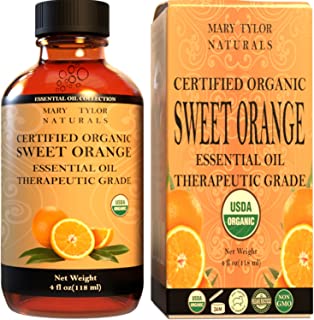 MARY TYLOR
NATURALS
ESSENTIAL OIL COLLECTION
CERTIFIED ORGANIC
SWEET ORANGE
ESSENTIAL OIL
THERAPEUTIC GRADE
USDA
ORGANIC
Net Weight
4 fl oz(118 ml)
MARY TYLOR
NATURALS
CERTIFIED ORGANIC
SWEET ORANGE
ESSENTIAL OIL
THERAPEUTIC GRADE
USDA
ORGANIC
Net Weight
4 fl oz (118 ml)
USDA
ORGANIC
NON
GMO